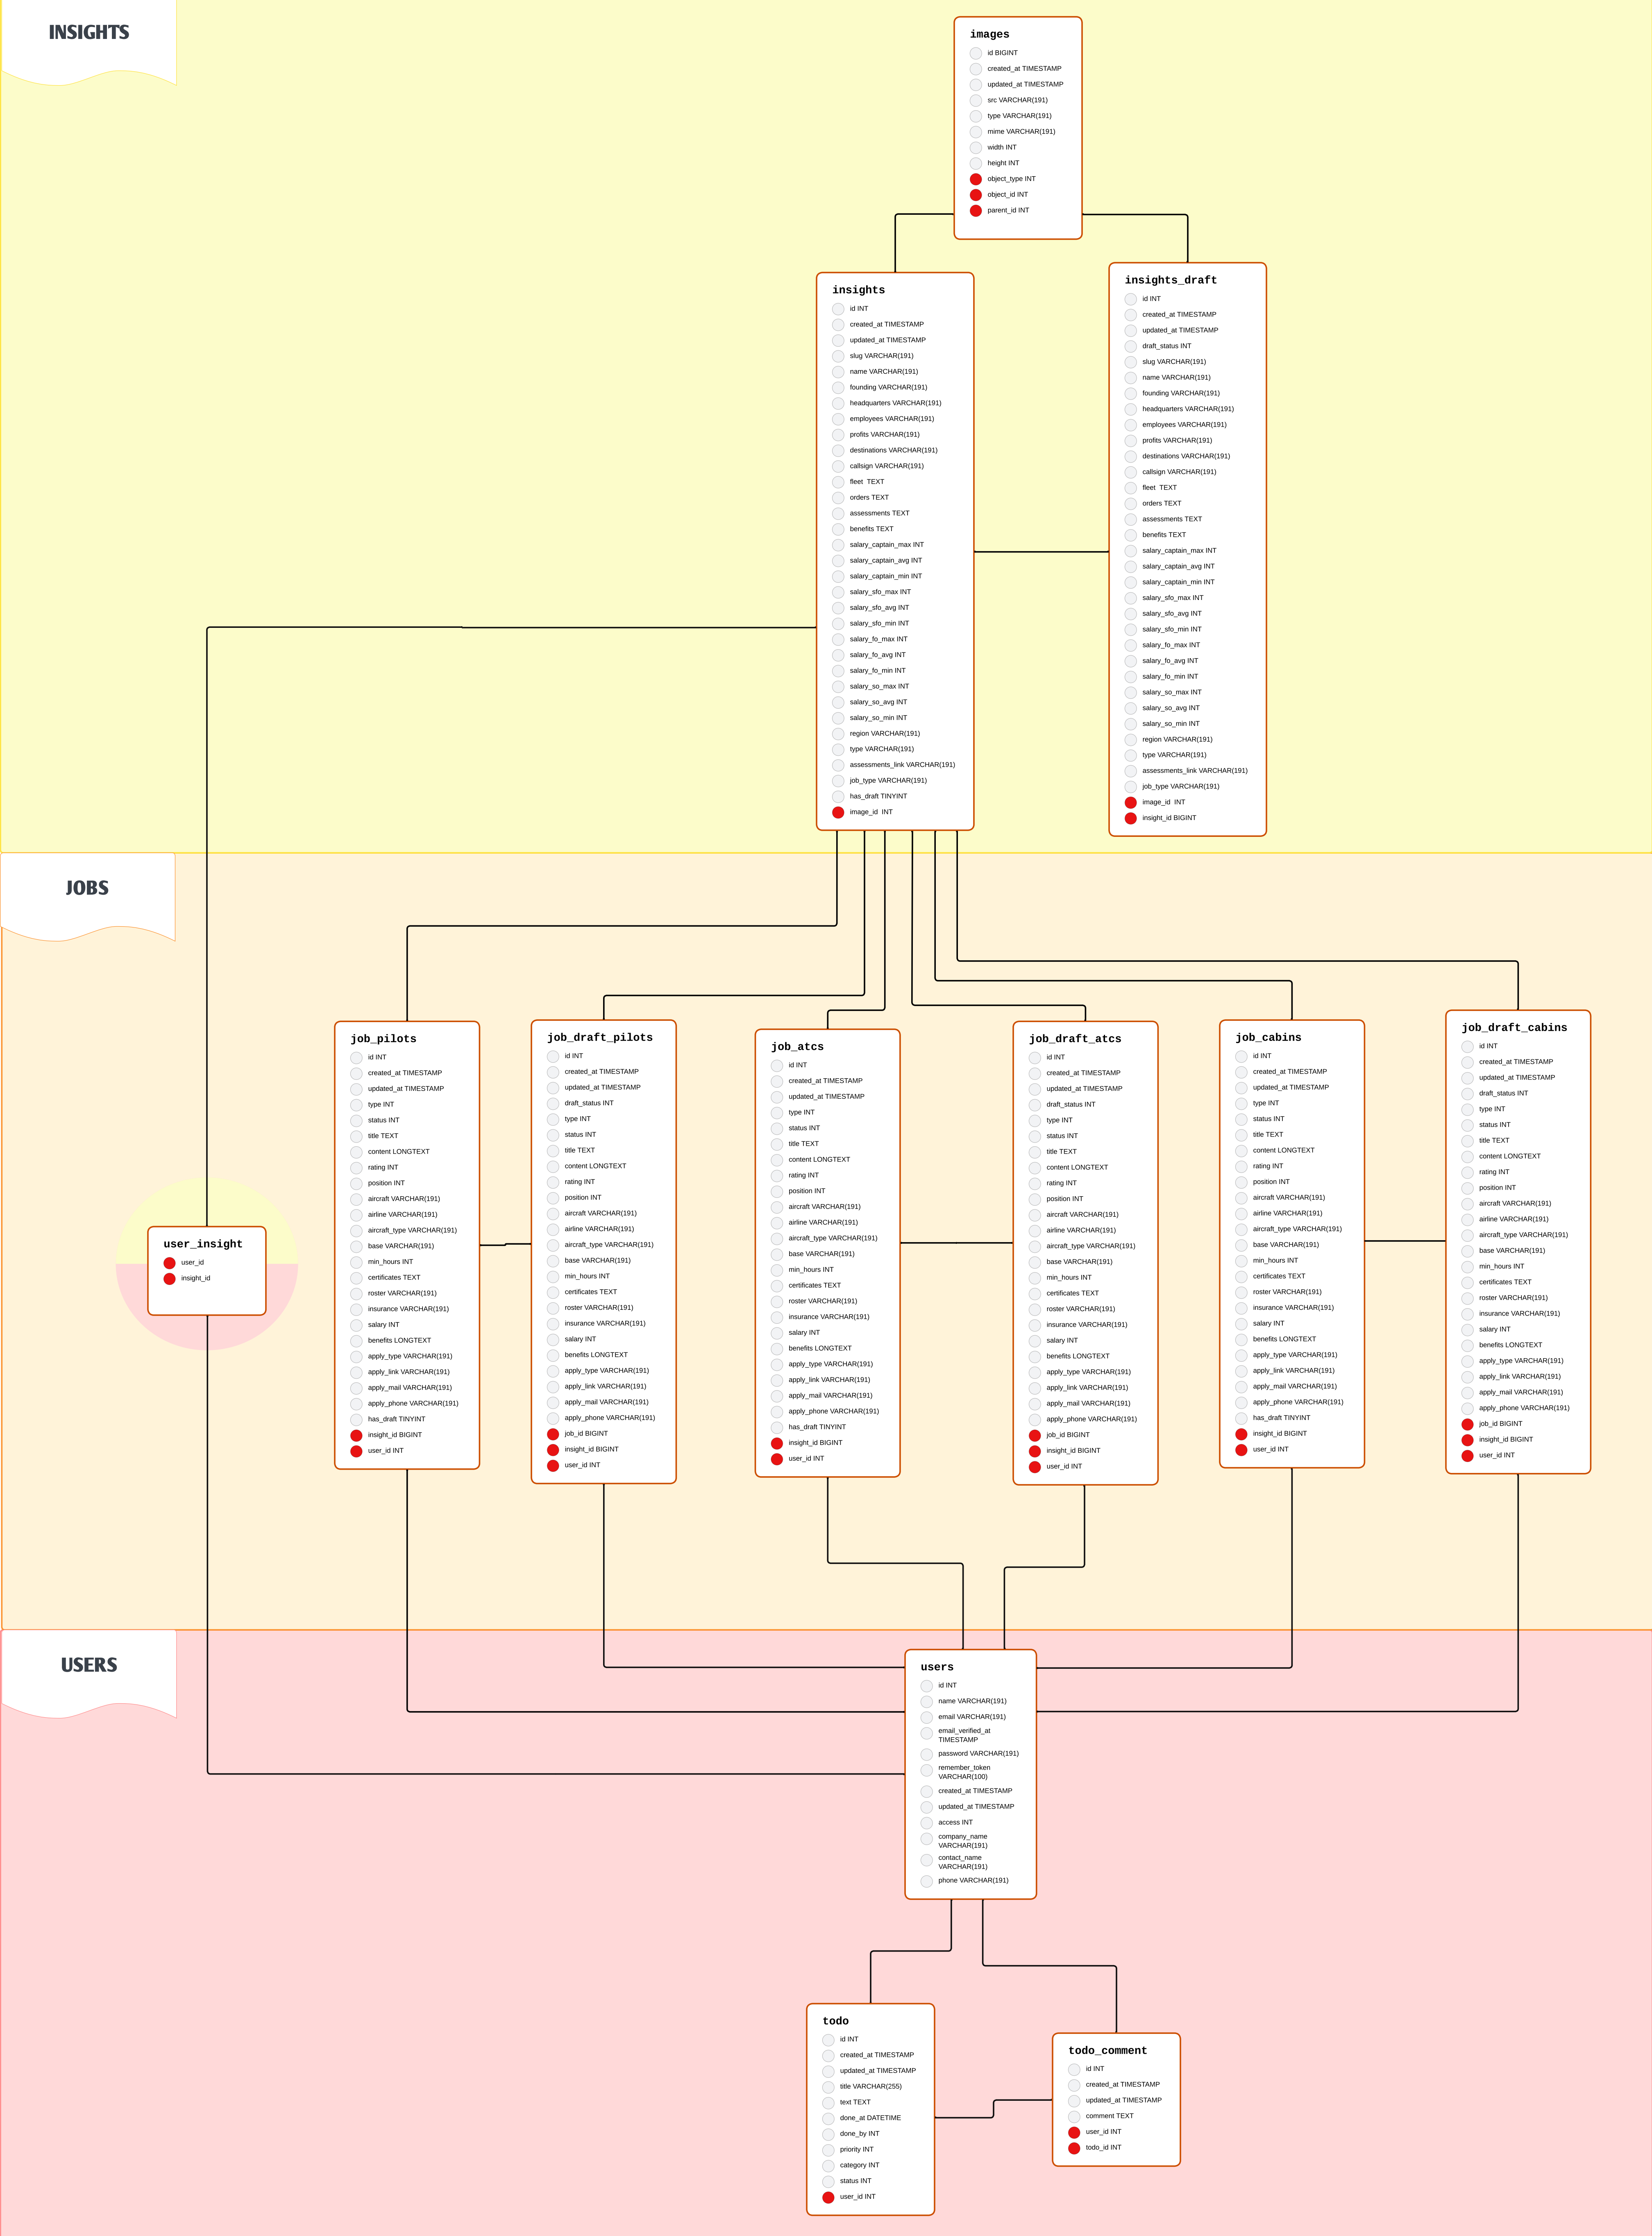 INSIGHTS
images
id BIGINT
created_at TIMESTAMP
updated_at TIMESTAMP
src VARCHAR(191)
type VARCHAR(191)
mime VARCHAR(191)
width INT
height INT
object_type INT
object_id INT
parent_id INT
insights
id INT
created_at TIMESTAMP
updated_at TIMESTAMP
slug VARCHAR(191)
name VARCHAR(191)
founding VARCHAR(191)
headquarters VARCHAR(191)
employees VARCHAR(191)
profits VARCHAR(191)
destinations VARCHAR(191)
callsign VARCHAR(191)
fleet  TEXT
orders TEXT
assessments TEXT
benefits TEXT
salary_captain_max INT
salary_captain_avg INT
salary_captain_min INT
salary_sfo_max INT
salary_sfo_avg INT
salary_sfo_min INT
salary_fo_max INT
salary_fo_avg INT
salary_fo_min INT
salary_so_max INT
salary_so_avg INT
salary_so_min INT
region VARCHAR(191)
type VARCHAR(191)
assessments_link VARCHAR(191)
job_type VARCHAR(191)
has_draft TINYINT
image_id  INT
insights_draft
id INT
created_at TIMESTAMP
updated_at TIMESTAMP
draft_status INT
slug VARCHAR(191)
name VARCHAR(191)
founding VARCHAR(191)
headquarters VARCHAR(191)
employees VARCHAR(191)
profits VARCHAR(191)
destinations VARCHAR(191)
callsign VARCHAR(191)
fleet  TEXT
orders TEXT
assessments TEXT
benefits TEXT
salary_captain_max INT
salary_captain_avg INT
salary_captain_min INT
salary_sfo_max INT
salary_sfo_avg INT
salary_sfo_min INT
salary_fo_max INT
salary_fo_avg INT
salary_fo_min INT
salary_so_max INT
salary_so_avg INT
salary_so_min INT
region VARCHAR(191)
type VARCHAR(191)
assessments_link VARCHAR(191)
job_type VARCHAR(191)
image_id  INT
insight_id BIGINT
JOBS
user_insight
user_id
insight_id
job_pilots
id INT
created_at TIMESTAMP
updated_at TIMESTAMP
type INT
status INT
title TEXT
content LONGTEXT
rating INT
position INT
aircraft VARCHAR(191)
airline VARCHAR(191)
aircraft_type VARCHAR(191)
base VARCHAR(191)
min_hours INT
certificates TEXT
roster VARCHAR(191)
insurance VARCHAR(191)
salary INT
benefits LONGTEXT
apply_type VARCHAR(191)
apply_link VARCHAR(191)
apply_mail VARCHAR(191)
apply_phone VARCHAR(191)
has_draft TINYINT
insight_id BIGINT
user_id INT
job_draft_pilots
id INT
created_at TIMESTAMP
updated_at TIMESTAMP
draft_status INT
type INT
status INT
title TEXT
content LONGTEXT
rating INT
position INT
aircraft VARCHAR(191)
airline VARCHAR(191)
aircraft_type VARCHAR(191)
base VARCHAR(191)
min_hours INT
certificates TEXT
roster VARCHAR(191)
insurance VARCHAR(191)
salary INT
benefits LONGTEXT
apply_type VARCHAR(191)
apply_link VARCHAR(191)
apply_mail VARCHAR(191)
apply_phone VARCHAR(191)
job_id BIGINT
insight_id BIGINT
user_id INT
job_atcs
id INT
created_at TIMESTAMP
updated_at TIMESTAMP
type INT
status INT
title TEXT
content LONGTEXT
rating INT
position INT
aircraft VARCHAR(191)
airline VARCHAR(191)
aircraft_type VARCHAR(191)
base VARCHAR(191)
min_hours INT
certificates TEXT
roster VARCHAR(191)
insurance VARCHAR(191)
salary INT
benefits LONGTEXT
apply_type VARCHAR(191)
apply_link VARCHAR(191)
apply_mail VARCHAR(191)
apply_phone VARCHAR(191)
has_draft TINYINT
insight_id BIGINT
user_id INT
job_draft_atcs
id INT
created_at TIMESTAMP
updated_at TIMESTAMP
draft_status INT
type INT
status INT
title TEXT
content LONGTEXT
rating INT
position INT
aircraft VARCHAR(191)
airline VARCHAR(191)
aircraft_type VARCHAR(191)
base VARCHAR(191)
min_hours INT
certificates TEXT
roster VARCHAR(191)
insurance VARCHAR(191)
salary INT
benefits LONGTEXT
apply_type VARCHAR(191)
apply_link VARCHAR(191)
apply_mail VARCHAR(191)
apply_phone VARCHAR(191)
job_id BIGINT
insight_id BIGINT
user_id INT
job_cabins
id INT
created_at TIMESTAMP
updated_at TIMESTAMP
type INT
status INT
title TEXT
content LONGTEXT
rating INT
position INT
aircraft VARCHAR(191)
airline VARCHAR(191)
aircraft_type VARCHAR(191)
base VARCHAR(191)
min_hours INT
certificates TEXT
roster VARCHAR(191)
insurance VARCHAR(191)
salary INT
benefits LONGTEXT
apply_type VARCHAR(191)
apply_link VARCHAR(191)
apply_mail VARCHAR(191)
apply_phone VARCHAR(191)
has_draft TINYINT
insight_id BIGINT
user_id INT
job_draft_cabins
id INT
created_at TIMESTAMP
updated_at TIMESTAMP
draft_status INT
type INT
status INT
title TEXT
content LONGTEXT
rating INT
position INT
aircraft VARCHAR(191)
airline VARCHAR(191)
aircraft_type VARCHAR(191)
base VARCHAR(191)
min_hours INT
certificates TEXT
roster VARCHAR(191)
insurance VARCHAR(191)
salary INT
benefits LONGTEXT
apply_type VARCHAR(191)
apply_link VARCHAR(191)
apply_mail VARCHAR(191)
apply_phone VARCHAR(191)
job_id BIGINT
insight_id BIGINT
user_id INT
USERS
users
id INT
name VARCHAR(191)
email VARCHAR(191)
email_verified_at
TIMESTAMP
password VARCHAR(191)
remember_token
VARCHAR(100)
created_at TIMESTAMP
updated_at TIMESTAMP
access INT
company_name
VARCHAR(191)
contact_name
VARCHAR(191)
phone VARCHAR(191)
todo
id INT
created_at TIMESTAMP
updated_at TIMESTAMP
title VARCHAR(255)
text TEXT
done_at DATETIME
done_by INT
priority INT
category INT
status INT
user_id INT
todo_comment
id INT
created_at TIMESTAMP
updated_at TIMESTAMP
comment TEXT
user_id INT
todo_id INT